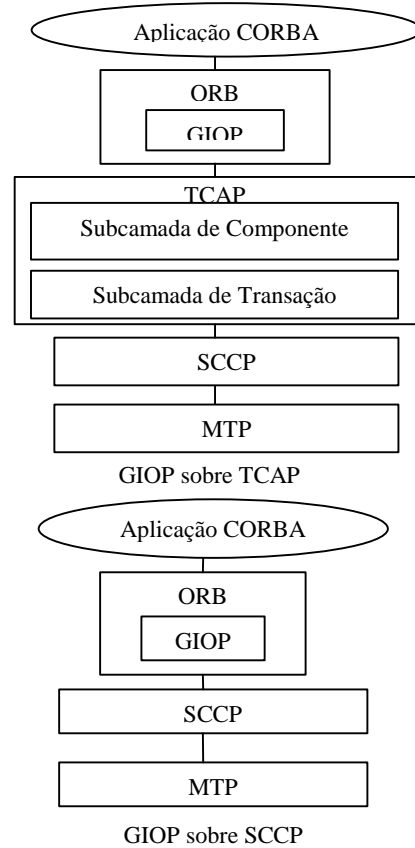 Aplicação CORBA
ORB
GIOP
TCAP
Subcamada de Componente
Subcamada de Transação
SCCP
MTP
GIOP sobre TCAP
Aplicação CORBA
ORB
GIOP
SCCP
MTP
GIOP sobre SCCP